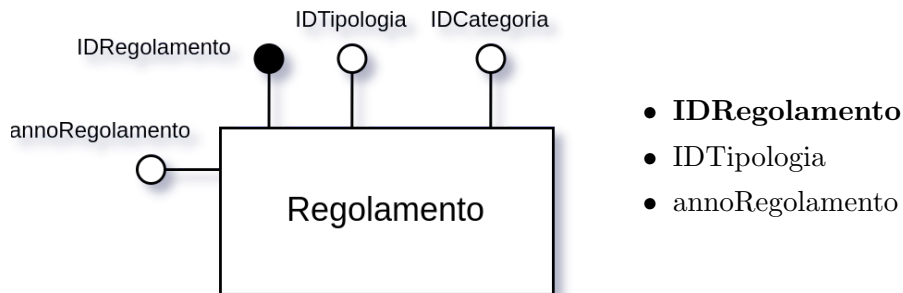 IDTipologia IDCategoria
IDRegolamento
annoRegolamento
Regolamento
• IDRegolamento
• IDTipologia
• annoRegolamento